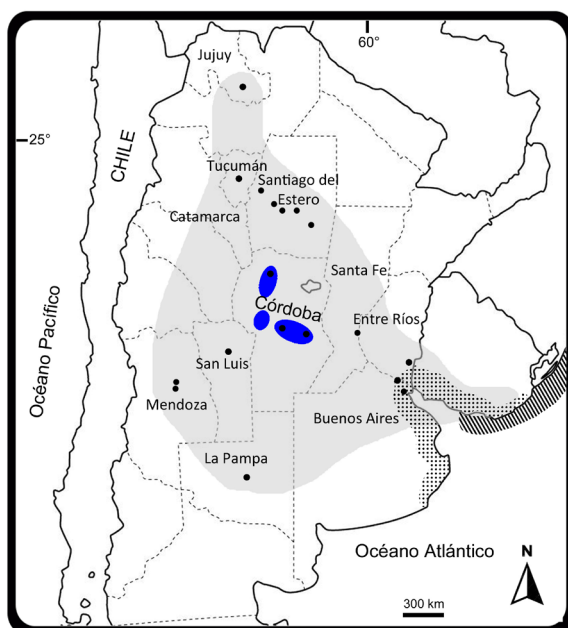 60°
Jujuy
25°
CHILE
Tucumán
Santiago del
Estero
Catamarca
Santa Fe
Córdoba
Océano Pacífico
Entre Ríos
San Luis
Mendoza
Buenos Aires
La Pampa
Océano Atlántico
N
300 km